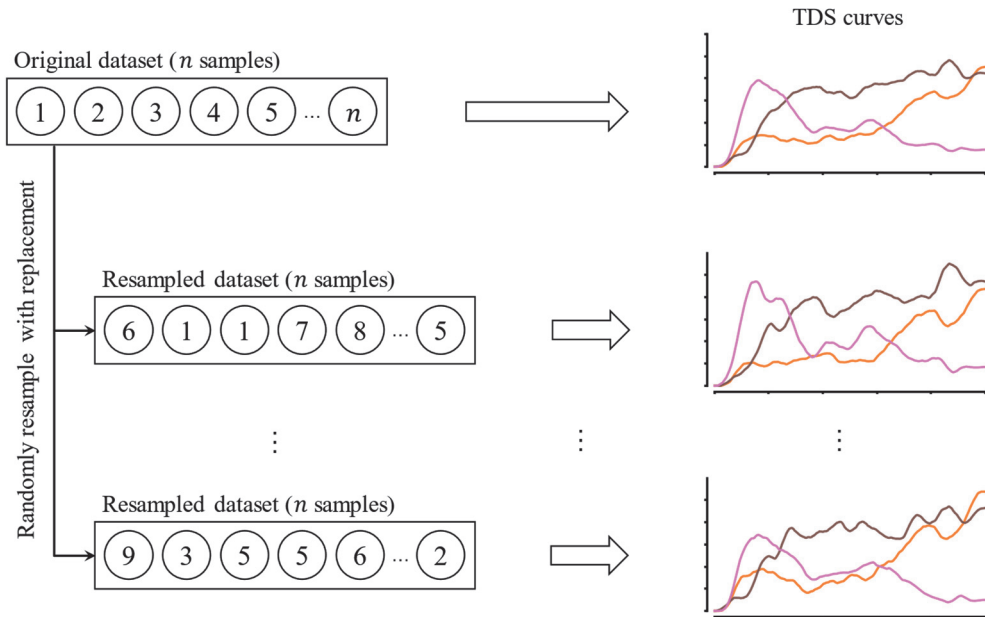 TDS curves
Original dataset (n samples)
1 2 3 4 5 ... n
Randomly resample with replacement
Resampled dataset (n samples)
6 1 1 7 8 ... 5
⋮ ⋮ ⋮
Resampled dataset (n samples)
9 3 5 5 6 ... 2